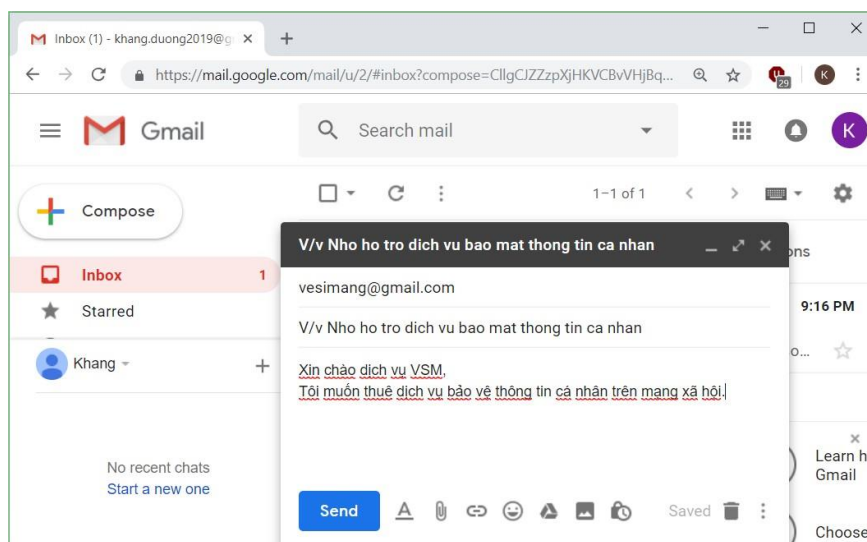 Inbox (1) - khang.duong2019@g
https://mail.google.com/mail/u/2/#inbox?compose=CllgCJZZzpXjHKVCBvVHjBq...
29
K
Gmail
Search mail
K
Compose
1–1 of 1
V/v Nho ho tro dich vu bao mat thong tin ca nhan
ons
Inbox 1
vesimang@gmail.com
9:16 PM
Starred
V/v Nho ho tro dich vu bao mat thong tin ca nhan
o...
Khang
Xin chào dịch vụ VSM,
Tôi muốn thuê dịch vụ bảo vệ thông tin cá nhân trên mạng xã hội.
No recent chats
Start a new one
Learn h
Gmail
Send
Saved
Choose